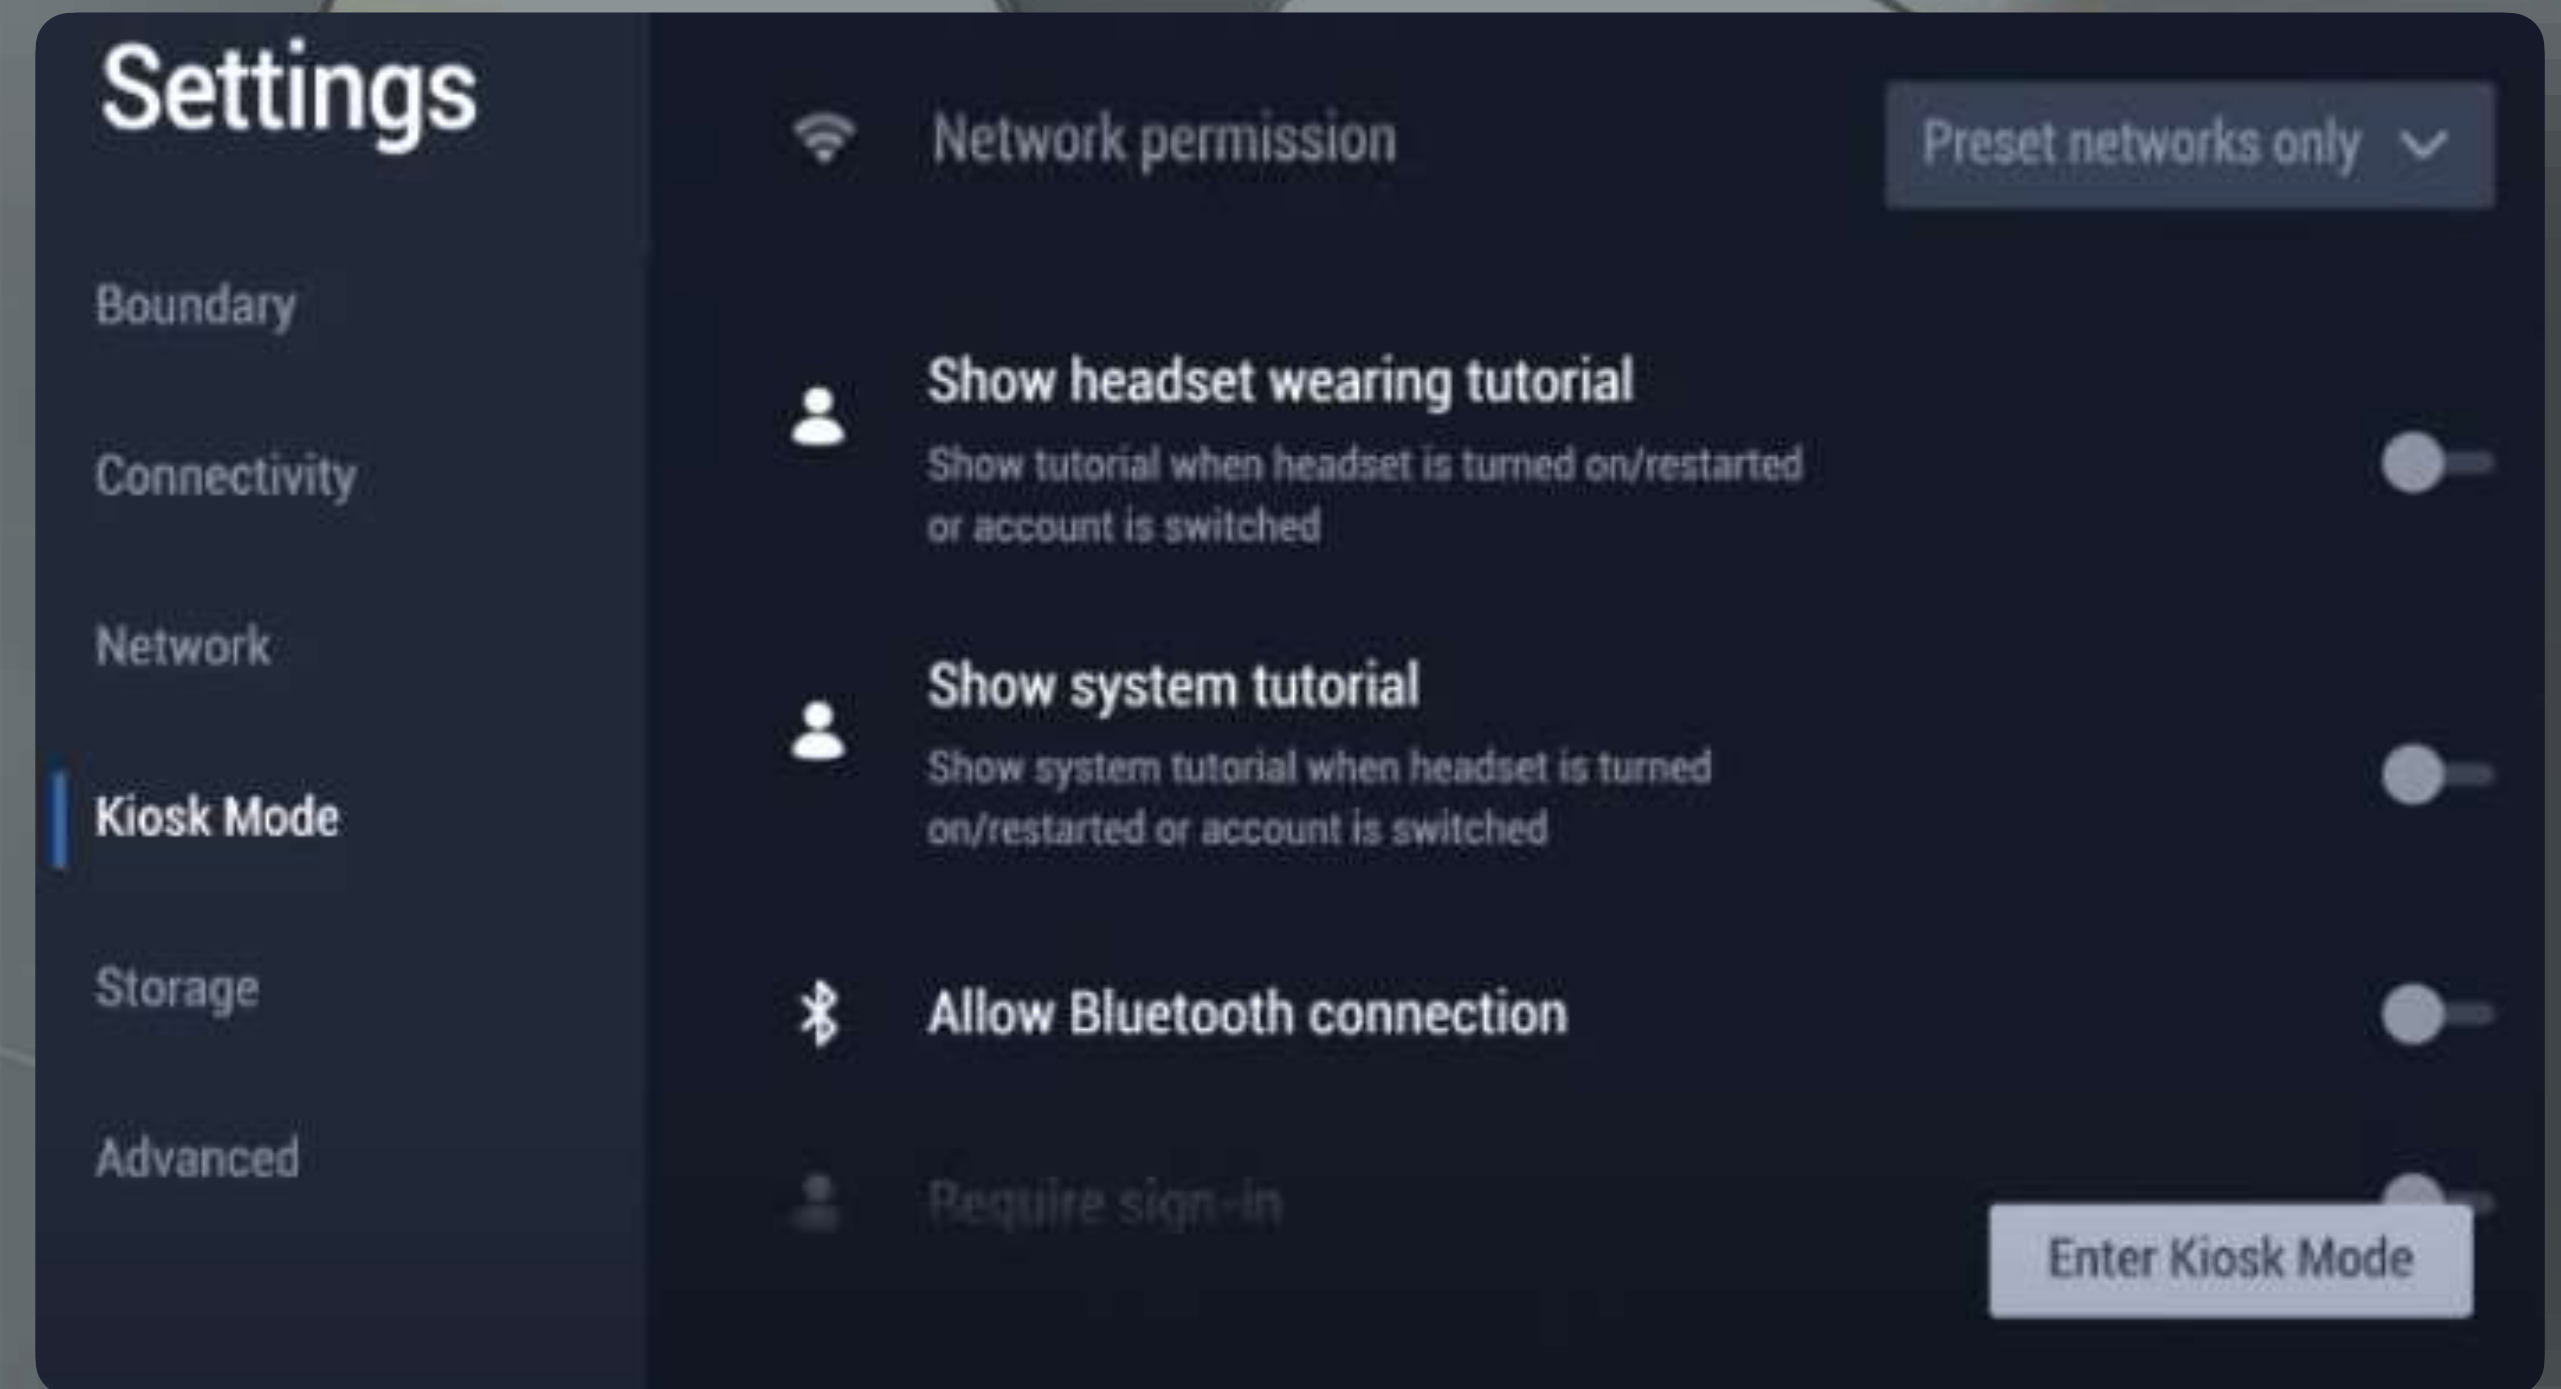 Settings
Boundary
Connectivity
Network
Kiosk Mode
Storage
Advanced
Network permission
Preset networks only
Show headset wearing tutorial
Show tutorial when headset is turned on/restarted
or account is switched
Show system tutorial
Show system tutorial when headset is turned
on/restarted or account is switched
Allow Bluetooth connection
Require sign-in
Enter Kiosk Mode